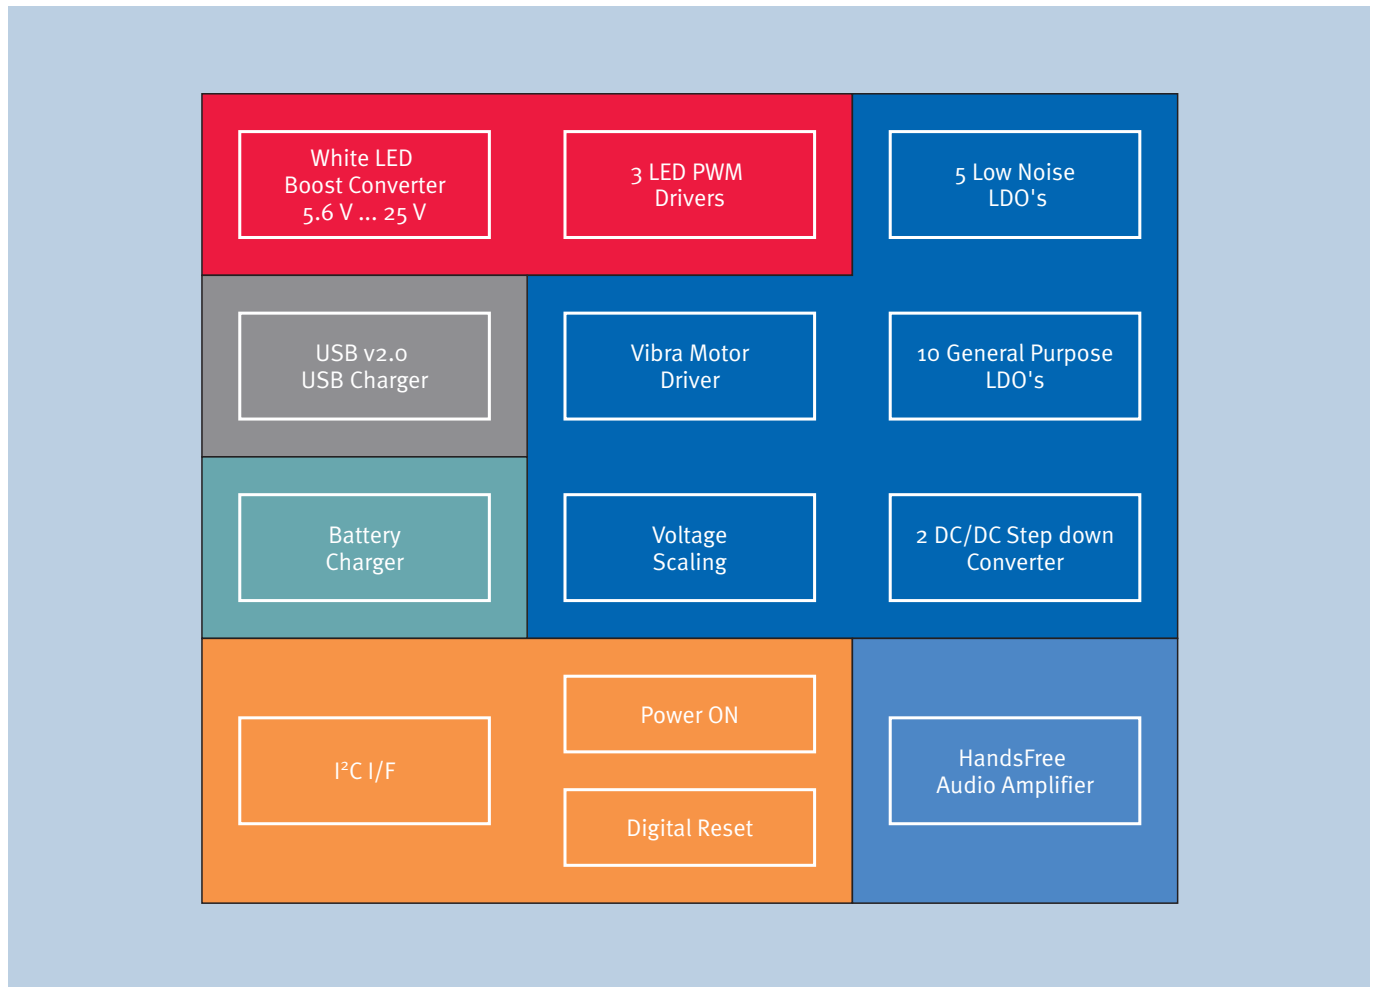 White LED
Boost Converter
5.6 V ... 25 V
3 LED PWM
Drivers
5 Low Noise
LDO's
USB v2.0
USB Charger
Vibra Motor
Driver
10 General Purpose
LDO's
Battery
Charger
Voltage
Scaling
2 DC/DC Step down
Converter
I²C I/F
Power ON
Digital Reset
HandsFree
Audio Amplifier